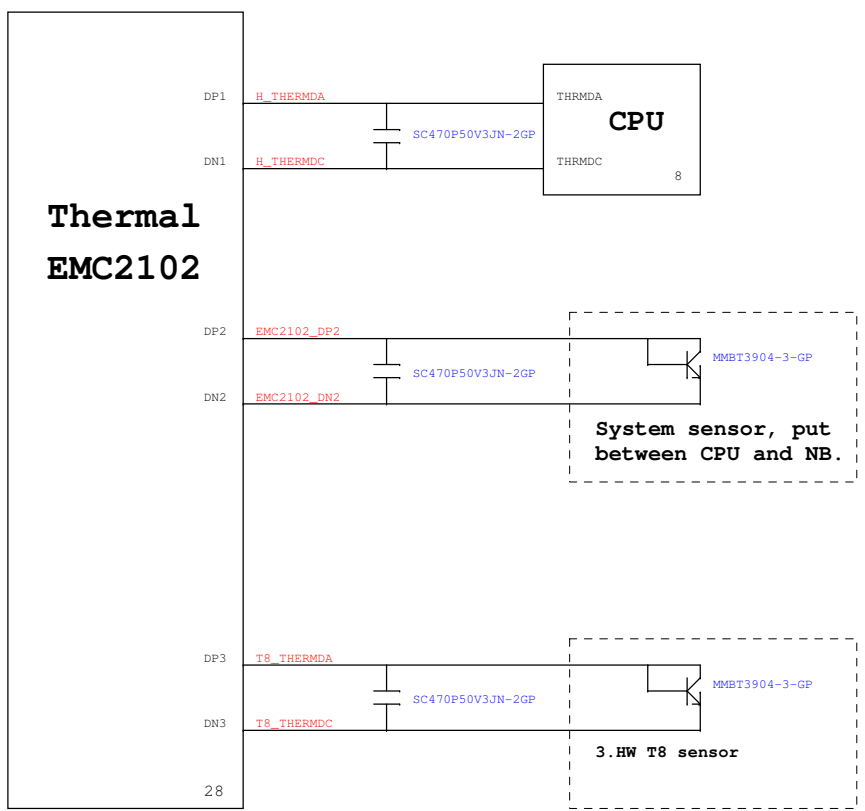 DP1 H_THERMDA THRMDA
CPU
SC470P50V3JN-2GP
DN1 H_THERMDC THRMDC
8
Thermal
EMC2102
DP2 EMC2102_DP2
MMBT3904-3-GP
SC470P50V3JN-2GP
DN2 EMC2102_DN2
System sensor, put
between CPU and NB.
DP3 T8_THERMDA
MMBT3904-3-GP
SC470P50V3JN-2GP
DN3 T8_THERMDC
3.HW T8 sensor
28